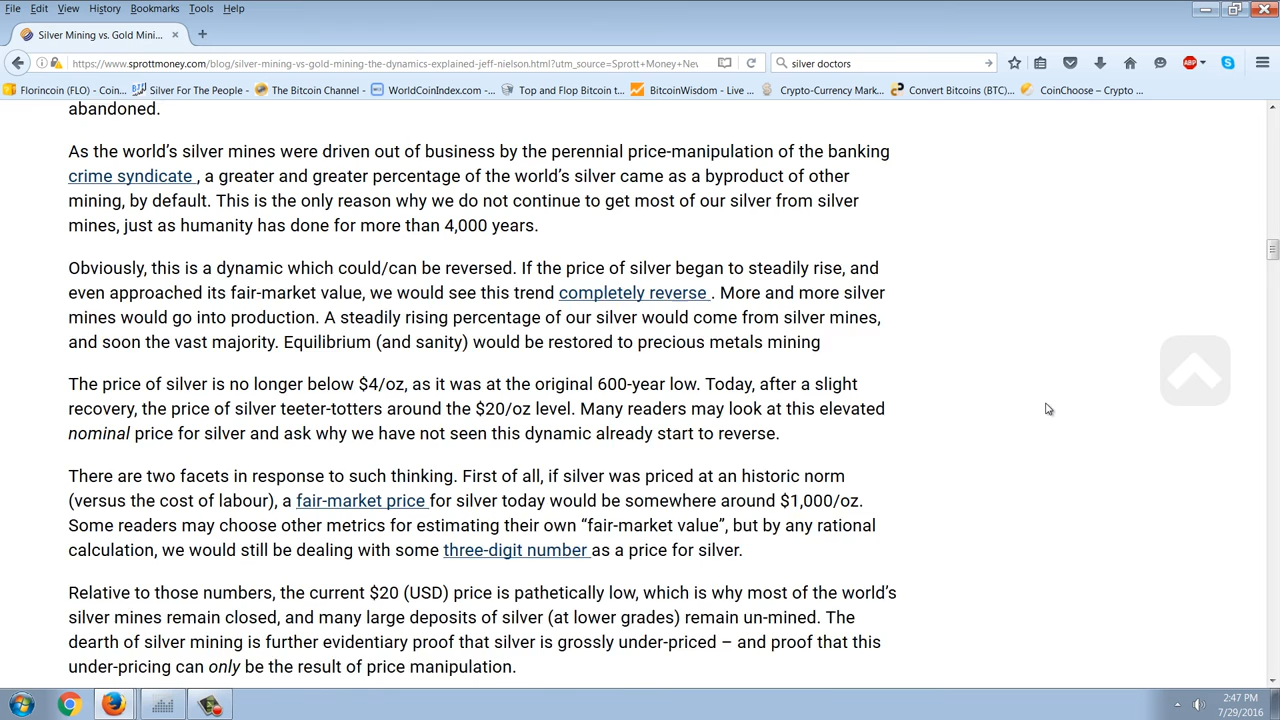 File Edit View History Bookmarks Tools Help
Silver Mining vs. Gold Mini...
https://www.sprottmoney.com/blog/silver-mining-vs-gold-mining-the-dynamics-explained-jeff-nielson.html?utm_source=Sprott+Money+Nev
silver doctors
ABP
Florincoin (FLO) - Coin... Silver For The People - The Bitcoin Channel - WorldCoinIndex.com -... Top and Flop Bitcoin t... BitcoinWisdom - Live ... Crypto-Currency Mark... Convert Bitcoins (BTC)... CoinChoose – Crypto ...
abandoned.
As the world’s silver mines were driven out of business by the perennial price-manipulation of the banking
crime syndicate , a greater and greater percentage of the world’s silver came as a byproduct of other
mining, by default. This is the only reason why we do not continue to get most of our silver from silver
mines, just as humanity has done for more than 4,000 years.
Obviously, this is a dynamic which could/can be reversed. If the price of silver began to steadily rise, and
even approached its fair-market value, we would see this trend completely reverse . More and more silver
mines would go into production. A steadily rising percentage of our silver would come from silver mines,
and soon the vast majority. Equilibrium (and sanity) would be restored to precious metals mining
The price of silver is no longer below $4/oz, as it was at the original 600-year low. Today, after a slight
recovery, the price of silver teeter-totters around the $20/oz level. Many readers may look at this elevated
nominal price for silver and ask why we have not seen this dynamic already start to reverse.
There are two facets in response to such thinking. First of all, if silver was priced at an historic norm
(versus the cost of labour), a fair-market price for silver today would be somewhere around $1,000/oz.
Some readers may choose other metrics for estimating their own “fair-market value”, but by any rational
calculation, we would still be dealing with some three-digit number as a price for silver.
Relative to those numbers, the current $20 (USD) price is pathetically low, which is why most of the world’s
silver mines remain closed, and many large deposits of silver (at lower grades) remain un-mined. The
dearth of silver mining is further evidentiary proof that silver is grossly under-priced – and proof that this
under-pricing can only be the result of price manipulation.
2:47 PM
7/29/2016